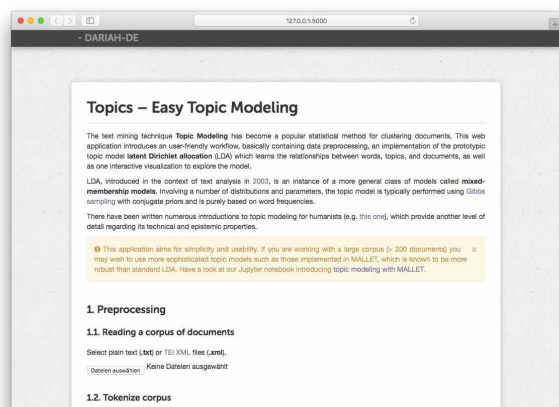 127.0.0.1:5000
- DARIAH-DE
Topics – Easy Topic Modeling
The text mining technique Topic Modeling has become a popular statistical method for clustering documents. This web
application introduces an user-friendly workflow, basically containing data preprocessing, an implementation of the prototypic
topic model latent Dirichlet allocation (LDA) which learns the relationships between words, topics, and documents, as well
as one interactive visualization to explore the model.
LDA, introduced in the context of text analysis in 2003, is an instance of a more general class of models called mixed-
membership models. Involving a number of distributions and parameters, the topic model is typically performed using Gibbs
sampling with conjugate priors and is purely based on word frequencies.
There have been written numerous introductions to topic modeling for humanists (e.g. this one), which provide another level of
detail regarding its technical and epistemic properties.
This application aims for simplicity and usability. If you are working with a large corpus (> 200 documents) you
may wish to use more sophisticated topic models such as those implemented in MALLET, which is known to be more
robust than standard LDA. Have a look at our Jupyter notebook introducing topic modeling with MALLET.
1. Preprocessing
1.1. Reading a corpus of documents
Select plain text (.txt) or TEI XML files (.xml).
Dateien auswählen Keine Dateien ausgewählt
1.2. Tokenize corpus